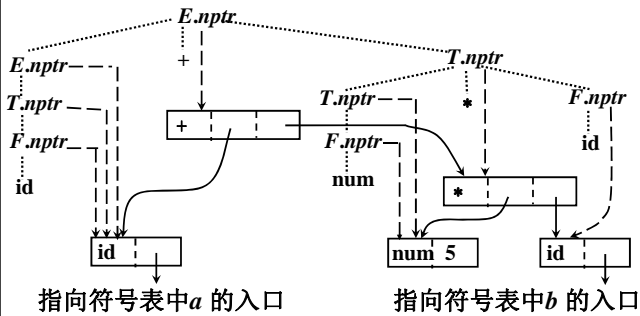 E.nptr
E.nptr + T.nptr
T.nptr T.nptr * F.nptr
+
F.nptr F.nptr id
id num
*
id num 5 id
指向符号表中a 的入口 指向符号表中b 的入口